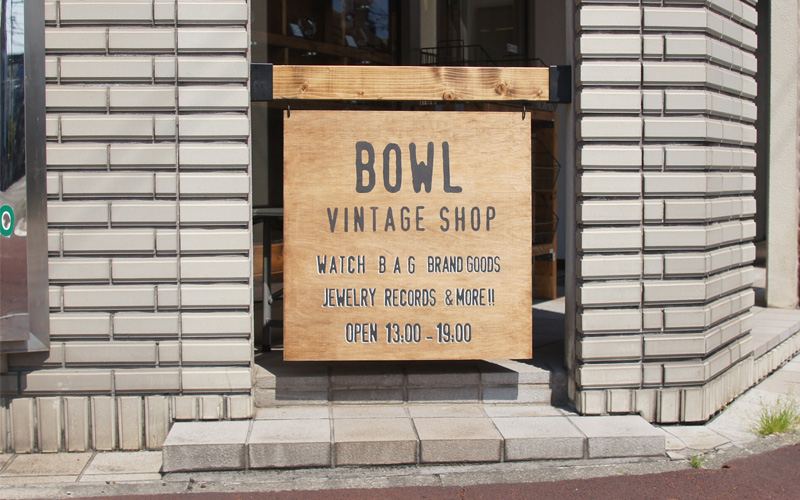 BOWL
VINTAGE SHOP
WATCH BAG BRAND GOODS
JEWELRY RECORDS & MORE!!
OPEN 13:00 - 19:00